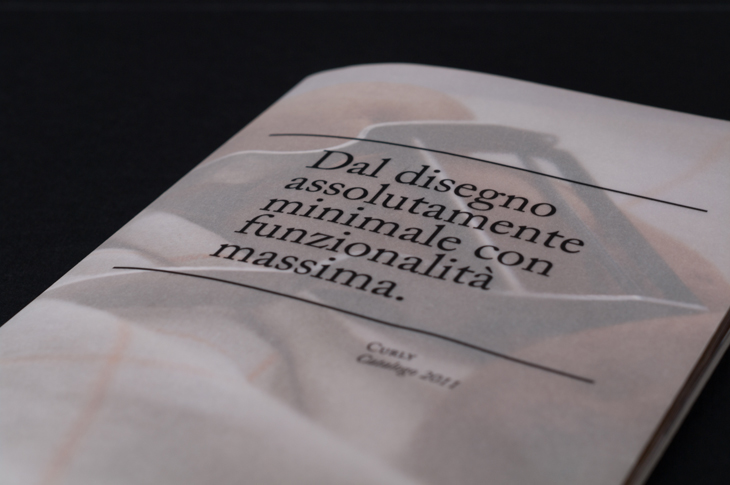 Dal disegno
assolutamente
minimale con
funzionalità
massima.
Curly
Catalogo 2011